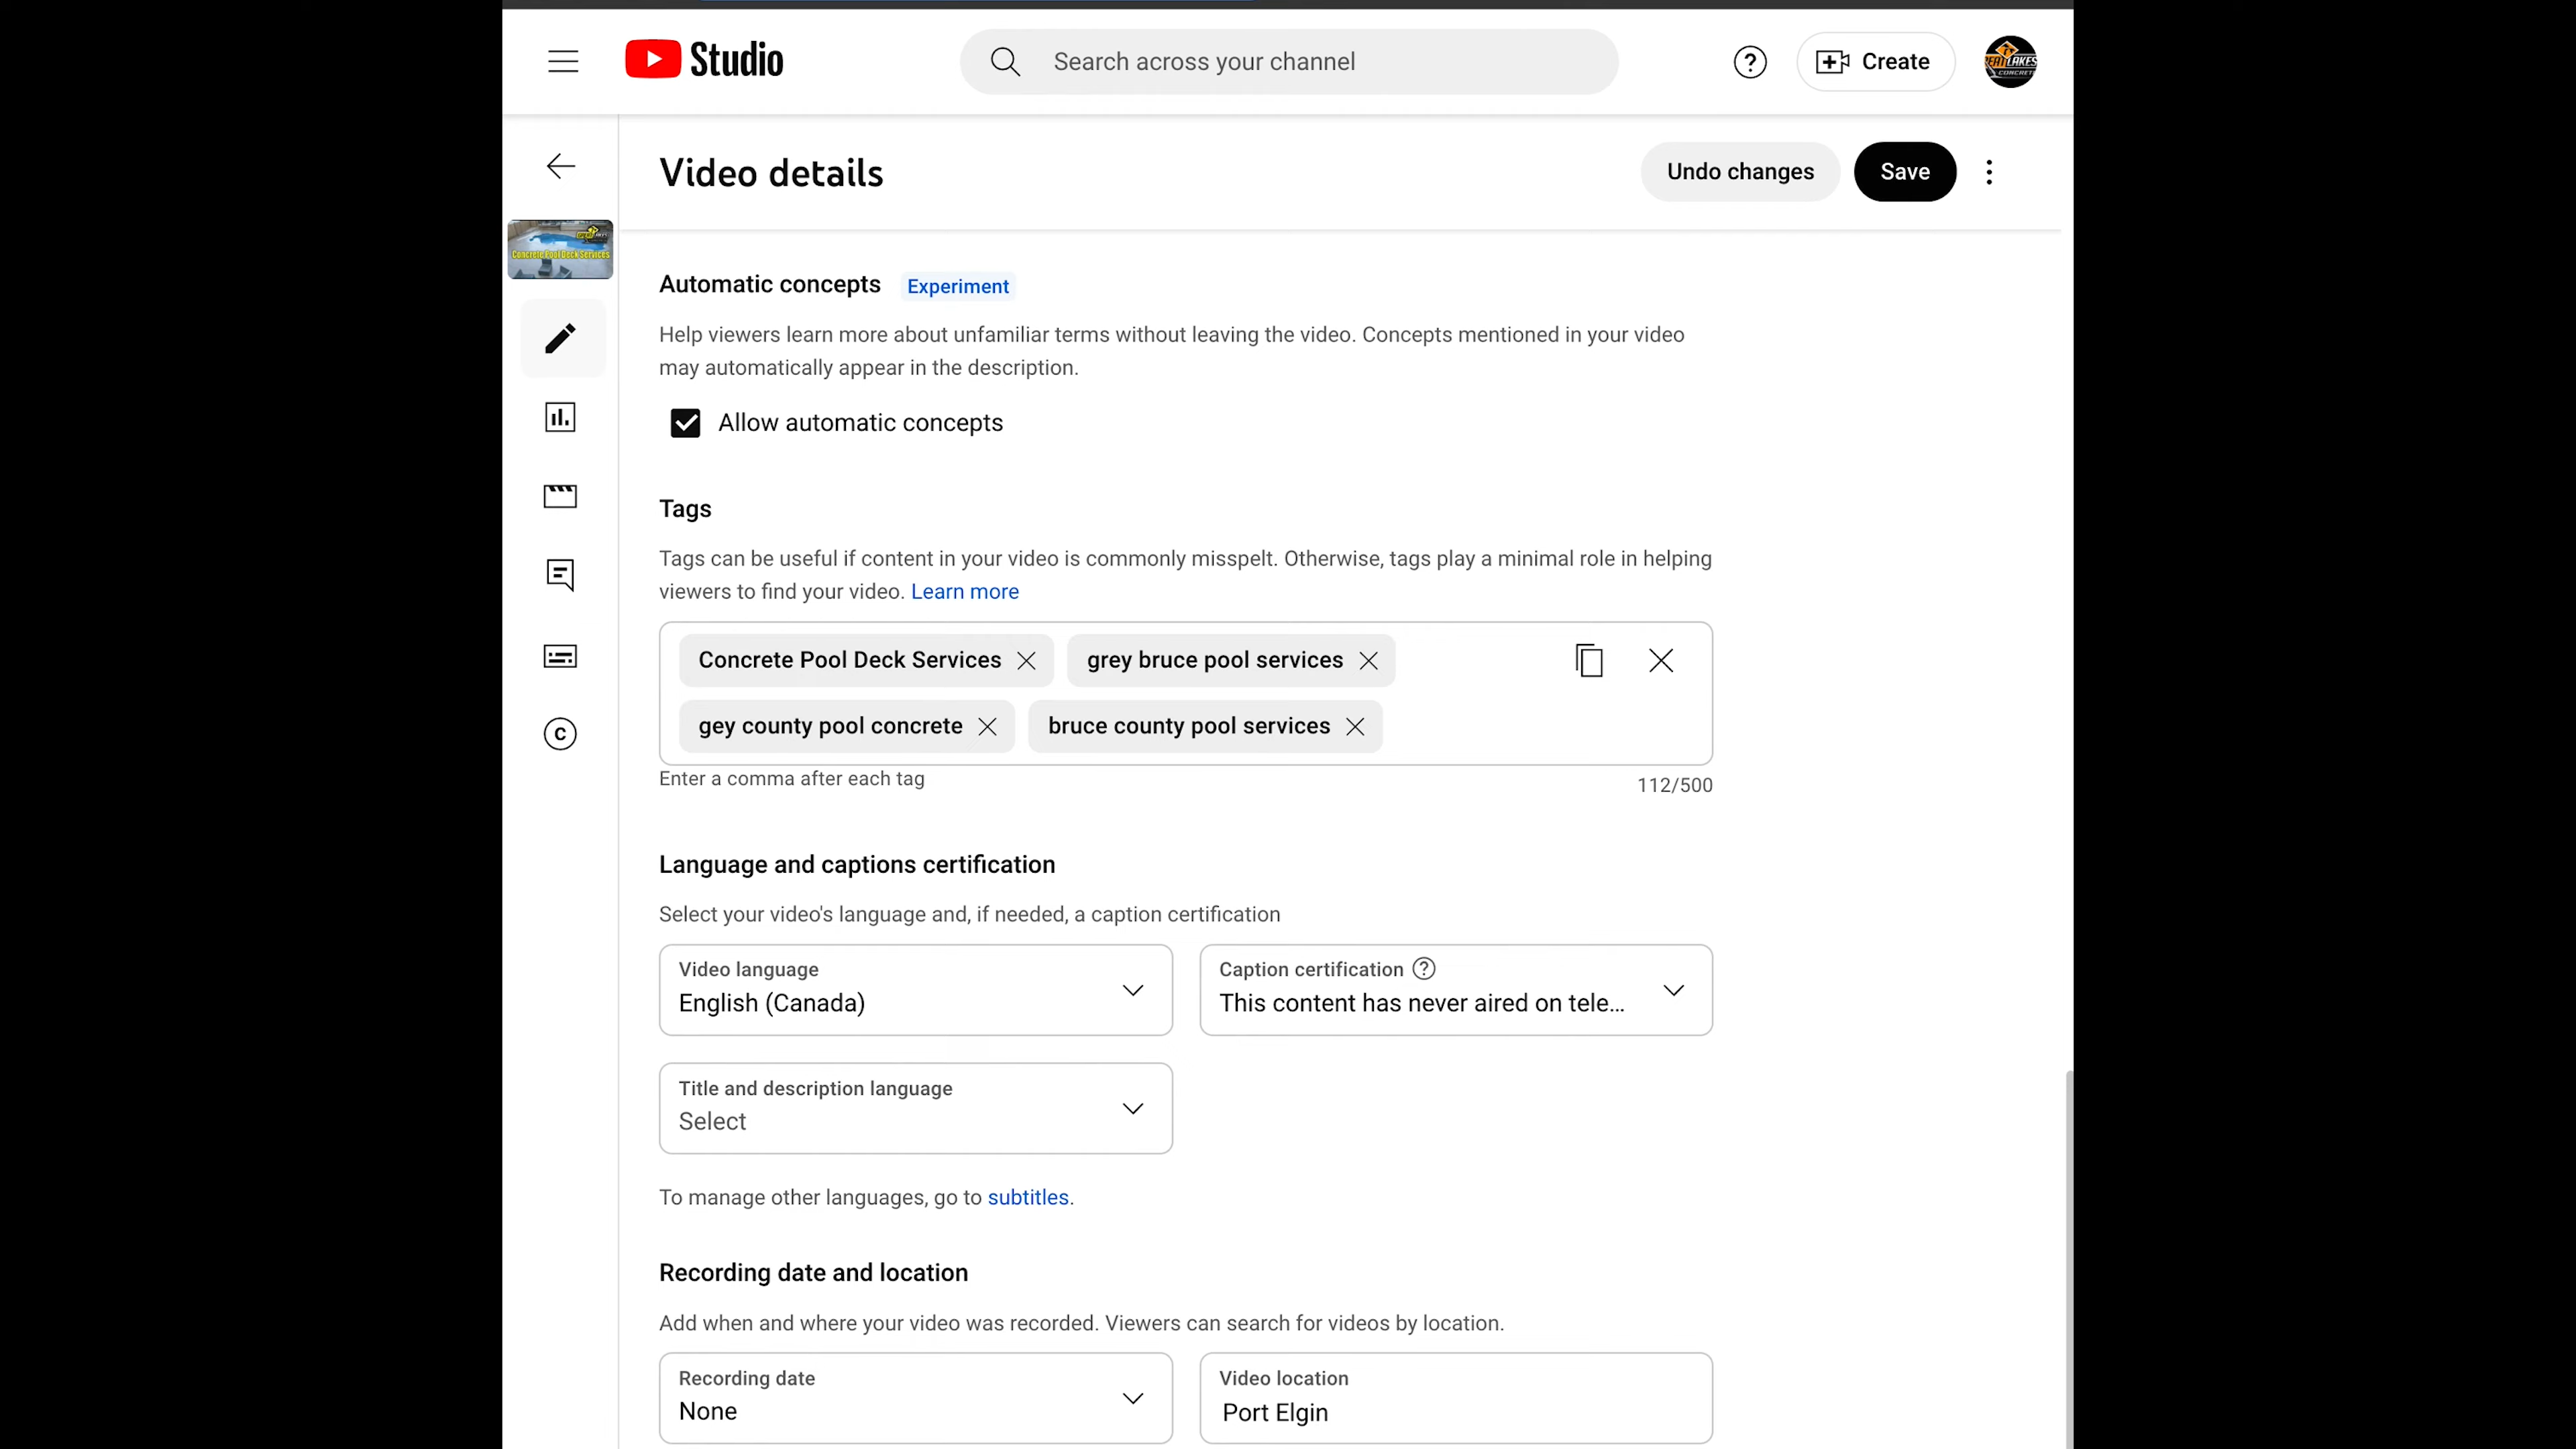 Studio
Search across your channel
Create
Video details
Undo changes
Save
Concrete Pool Deck Services
Automatic concepts Experiment
Help viewers learn more about unfamiliar terms without leaving the video. Concepts mentioned in your video
may automatically appear in the description.
Allow automatic concepts
Tags
Tags can be useful if content in your video is commonly misspelt. Otherwise, tags play a minimal role in helping
viewers to find your video. Learn more
Concrete Pool Deck Services grey bruce pool services
gey county pool concrete bruce county pool services
Enter a comma after each tag 112/500
Language and captions certification
Select your video's language and, if needed, a caption certification
Video language
English (Canada)
Caption certification
This content has never aired on tele...
Title and description language
Select
To manage other languages, go to subtitles.
Recording date and location
Add when and where your video was recorded. Viewers can search for videos by location.
Recording date
None
Video location
Port Elgin